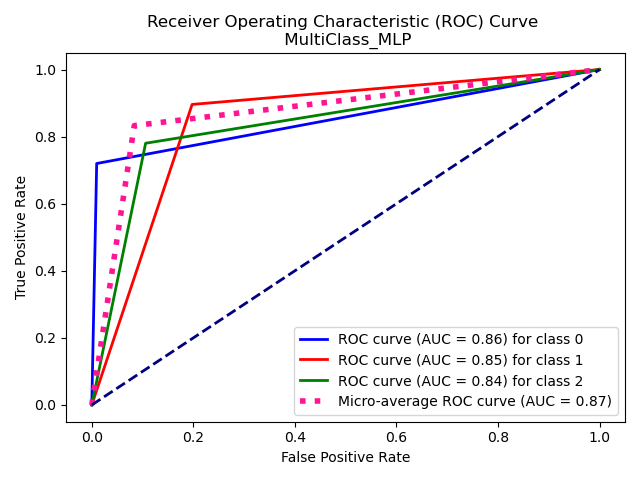 Receiver Operating Characteristic (ROC) Curve
MultiClass_MLP
1.0
0.8
0.6
0.4
0.2
0.0
True Positive Rate
ROC curve (AUC = 0.86) for class 0
ROC curve (AUC = 0.85) for class 1
ROC curve (AUC = 0.84) for class 2
Micro-average ROC curve (AUC = 0.87)
0.0 0.2 0.4 0.6 0.8 1.0
False Positive Rate